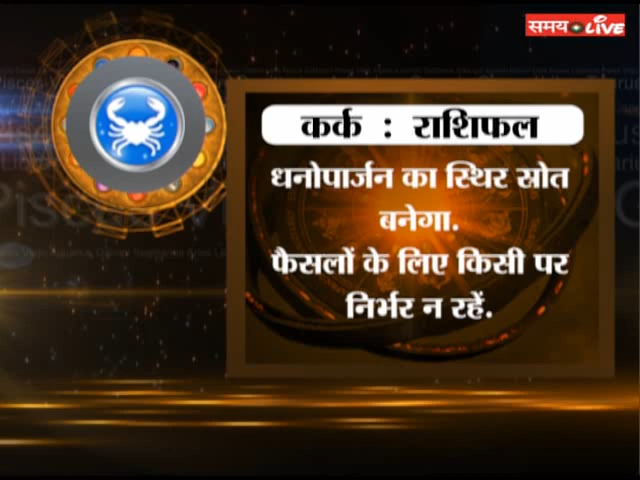 समय LIVE
कर्क : राशिफल
धनोपार्जन का स्थिर स्रोत
बनेगा.
फैसलों के लिए किसी पर
निर्भर न रहें.